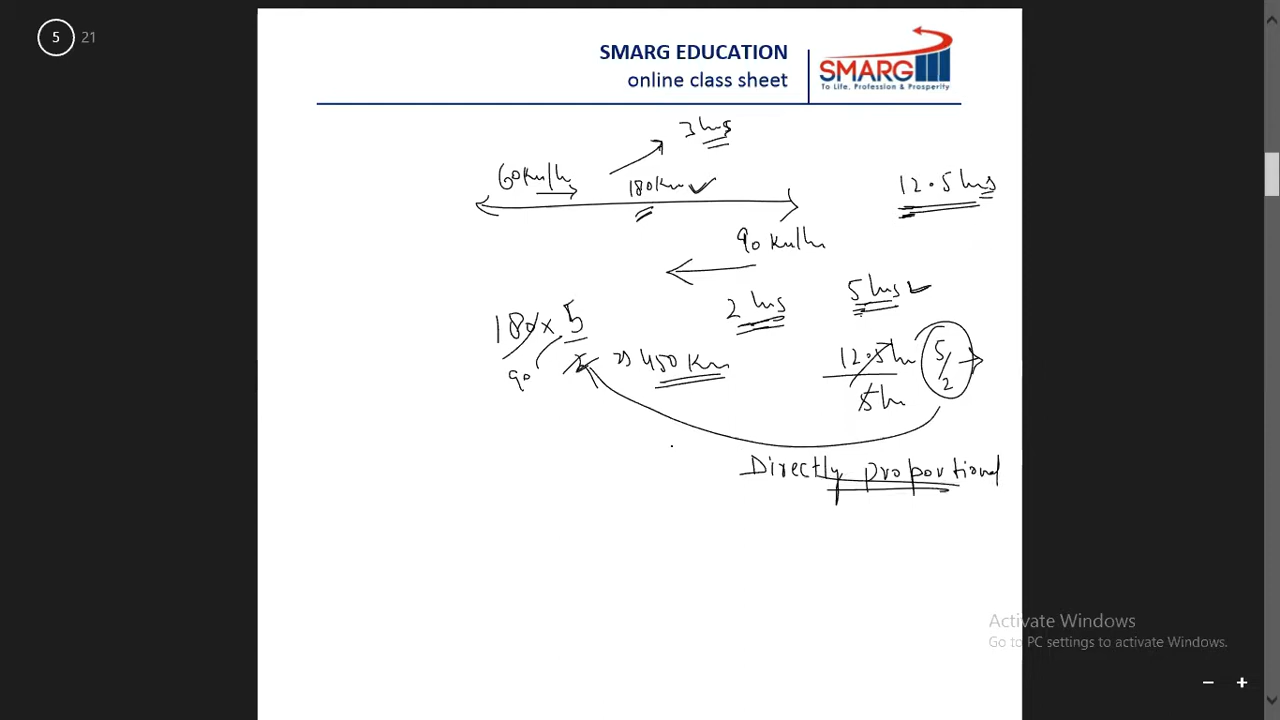 5 21
SMARG EDUCATION
online class sheet
SMARG
To Life, Profession & Prosperity
3 hrs
60 Km/h
180 Km ✓
12.5 hrs
90 Km/hr
5 hrs ✓
2 hrs
180 x 5
90
⇒ 450 Km
12.5 hr
5 hr
5/2
Directly proportional
Activate Windows
Go to PC settings to activate Windows.